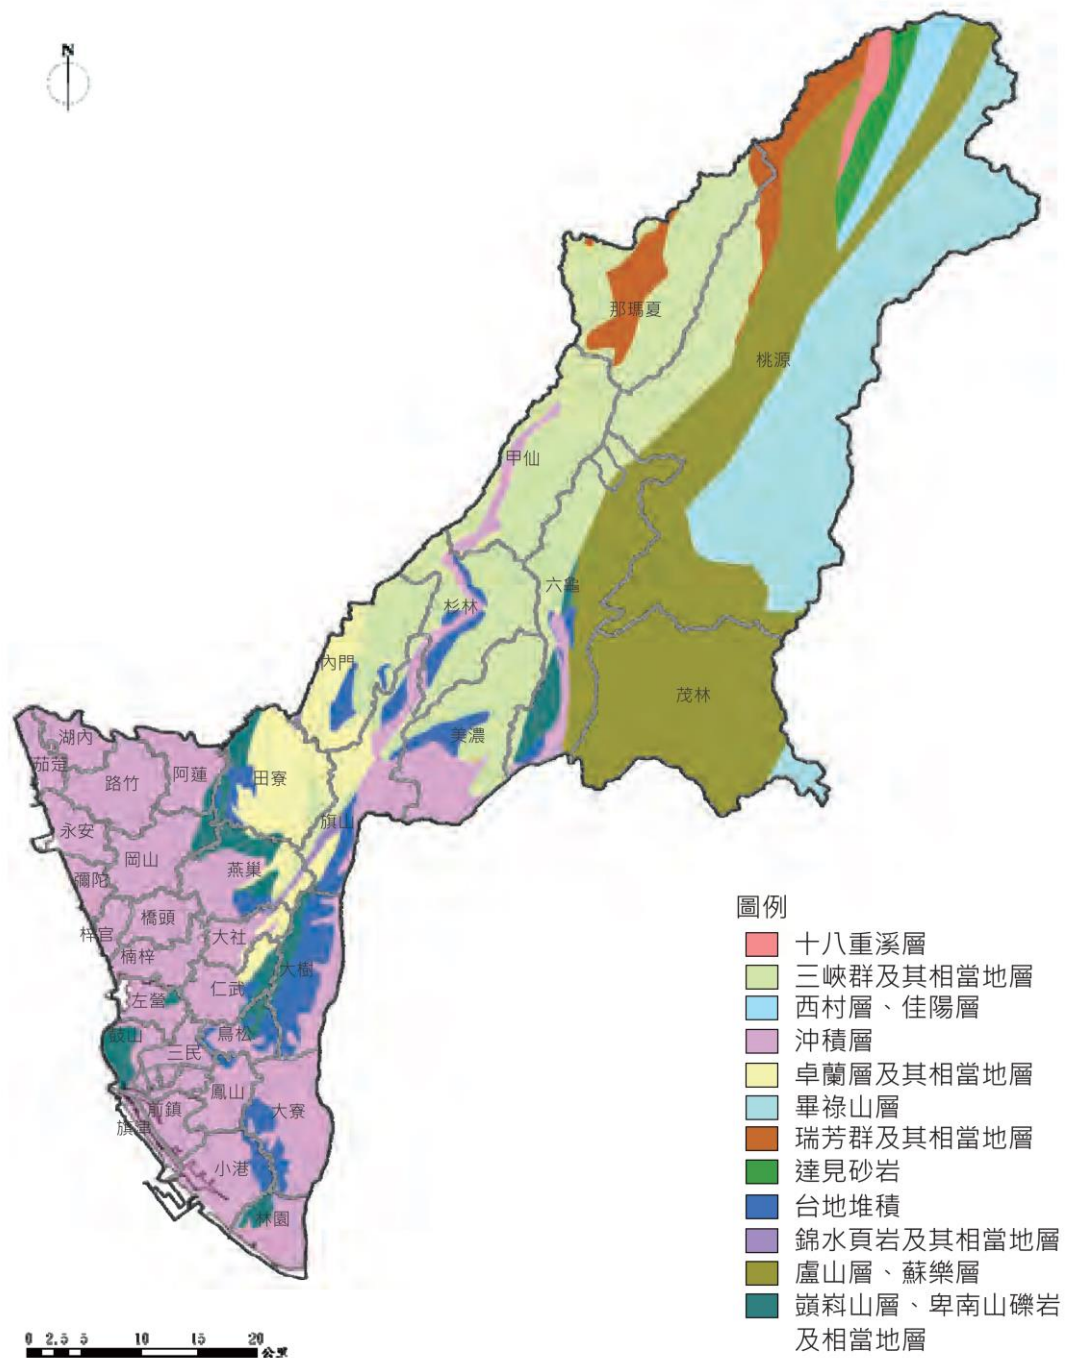 N
那瑪夏
桃源
甲仙
六龜
杉林
內門
茂林
美濃
湖內
茄萣
路竹
阿蓮
田寮
旗山
永安
岡山
燕巢
彌陀
橋頭
梓官
大社
楠梓
大樹
仁武
左營
鼓山
鳥松
三民
鳳山
前鎮
大寮
旗津
小港
林園
圖例
十八重溪層
三峽群及其相當地層
西村層、佳陽層
沖積層
卓蘭層及其相當地層
畢祿山層
瑞芳群及其相當地層
達見砂岩
台地堆積
錦水頁岩及其相當地層
盧山層、蘇樂層
頭嵙山層、卑南山礫岩
及相當地層
0 2.5 5 10 15 20
公里